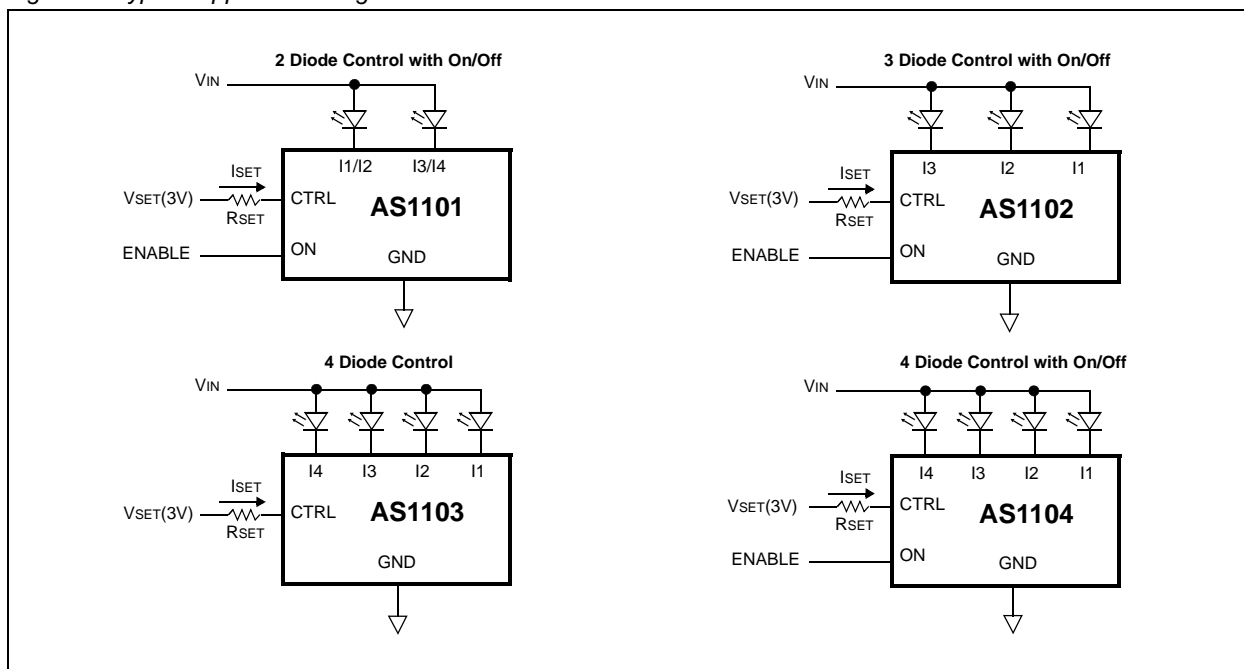 2 Diode Control with On/Off
VIN
I1/I2 I3/I4
ISET
VSET(3V)
RSET
CTRL
AS1101
ENABLE
ON
GND
3 Diode Control with On/Off
VIN
I3 I2 I1
ISET
VSET(3V)
RSET
CTRL
AS1102
ENABLE
ON
GND
4 Diode Control
VIN
I4 I3 I2 I1
ISET
VSET(3V)
RSET
CTRL
AS1103
GND
4 Diode Control with On/Off
VIN
I4 I3 I2 I1
ISET
VSET(3V)
RSET
CTRL
AS1104
ENABLE
ON
GND